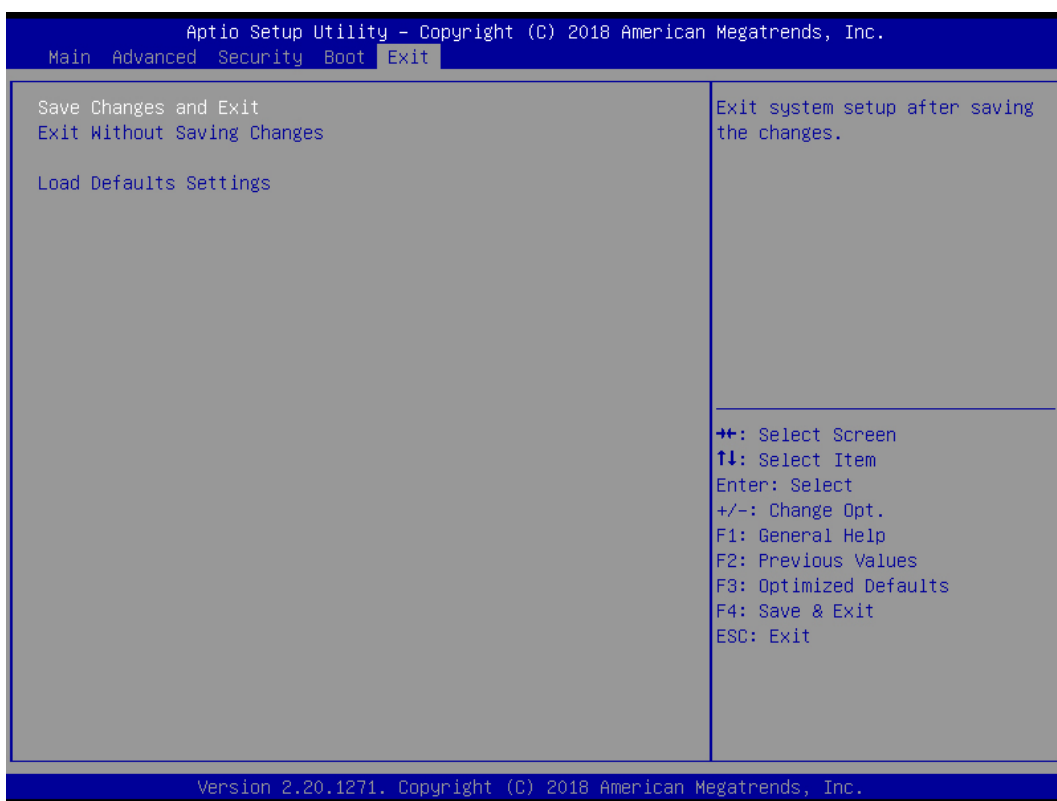 Aptio Setup Utility – Copyright (C) 2018 American Megatrends, Inc.
Main Advanced Security Boot Exit
Save Changes and Exit
Exit Without Saving Changes
Load Defaults Settings
Exit system setup after saving
the changes.
→←: Select Screen
↑↓: Select Item
Enter: Select
+/-: Change Opt.
F1: General Help
F2: Previous Values
F3: Optimized Defaults
F4: Save & Exit
ESC: Exit
Version 2.20.1271. Copyright (C) 2018 American Megatrends, Inc.